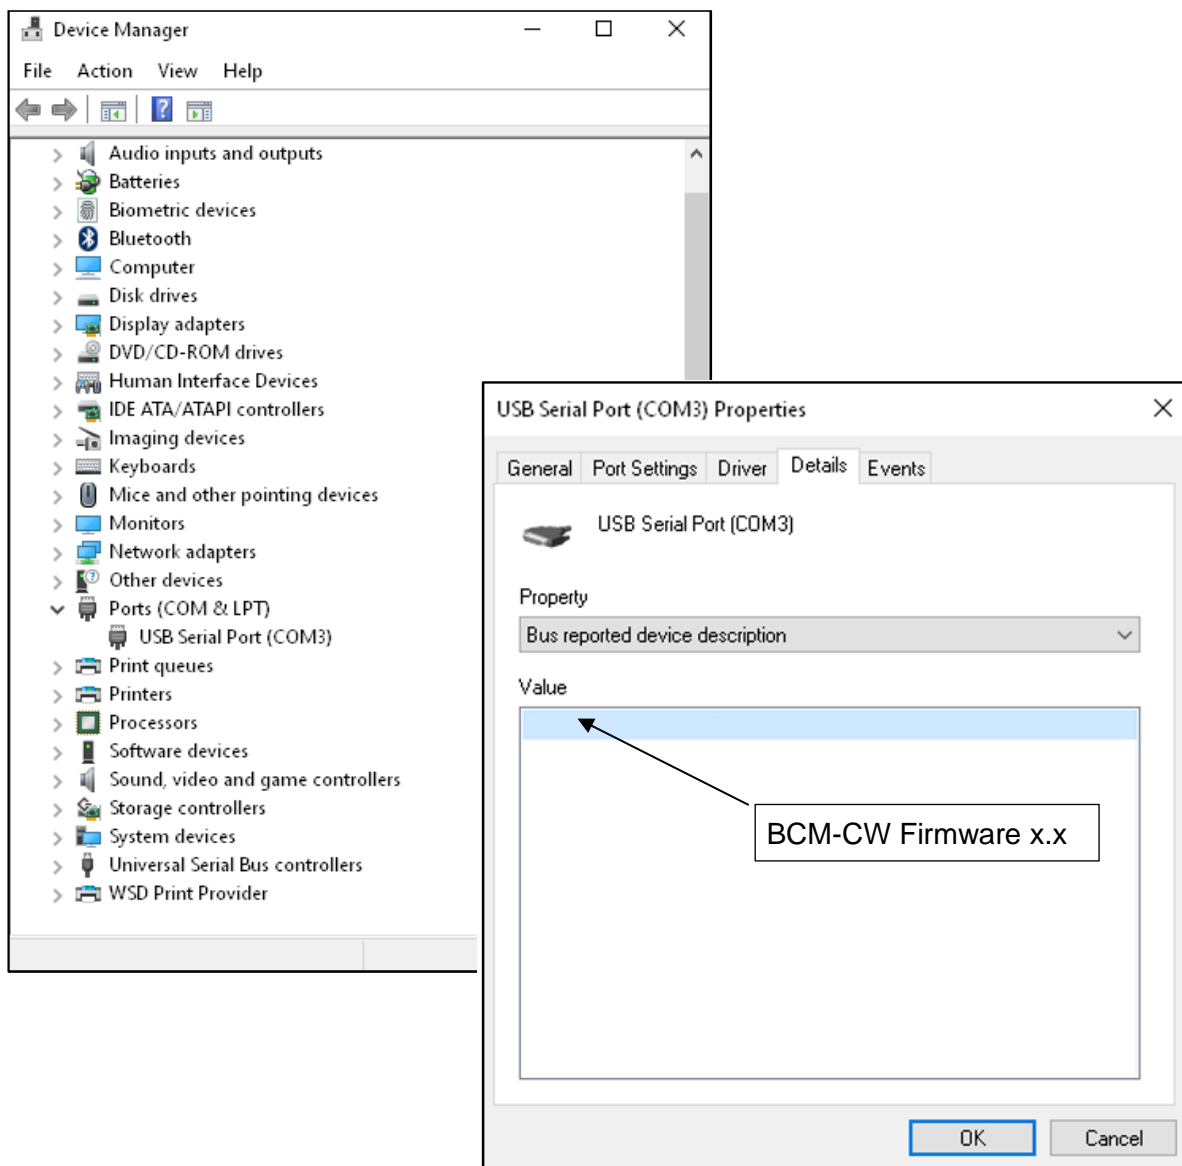 Device Manager
File Action View Help
Audio inputs and outputs
Batteries
Biometric devices
Bluetooth
Computer
Disk drives
Display adapters
DVD/CD-ROM drives
Human Interface Devices
IDE ATA/ATAPI controllers
Imaging devices
Keyboards
Mice and other pointing devices
Monitors
Network adapters
Other devices
Ports (COM & LPT)
USB Serial Port (COM3)
Print queues
Printers
Processors
Software devices
Sound, video and game controllers
Storage controllers
System devices
Universal Serial Bus controllers
WSD Print Provider
USB Serial Port (COM3) Properties
General Port Settings Driver Details Events
USB Serial Port (COM3)
Property
Bus reported device description
Value
BCM-CW Firmware x.x
OK Cancel